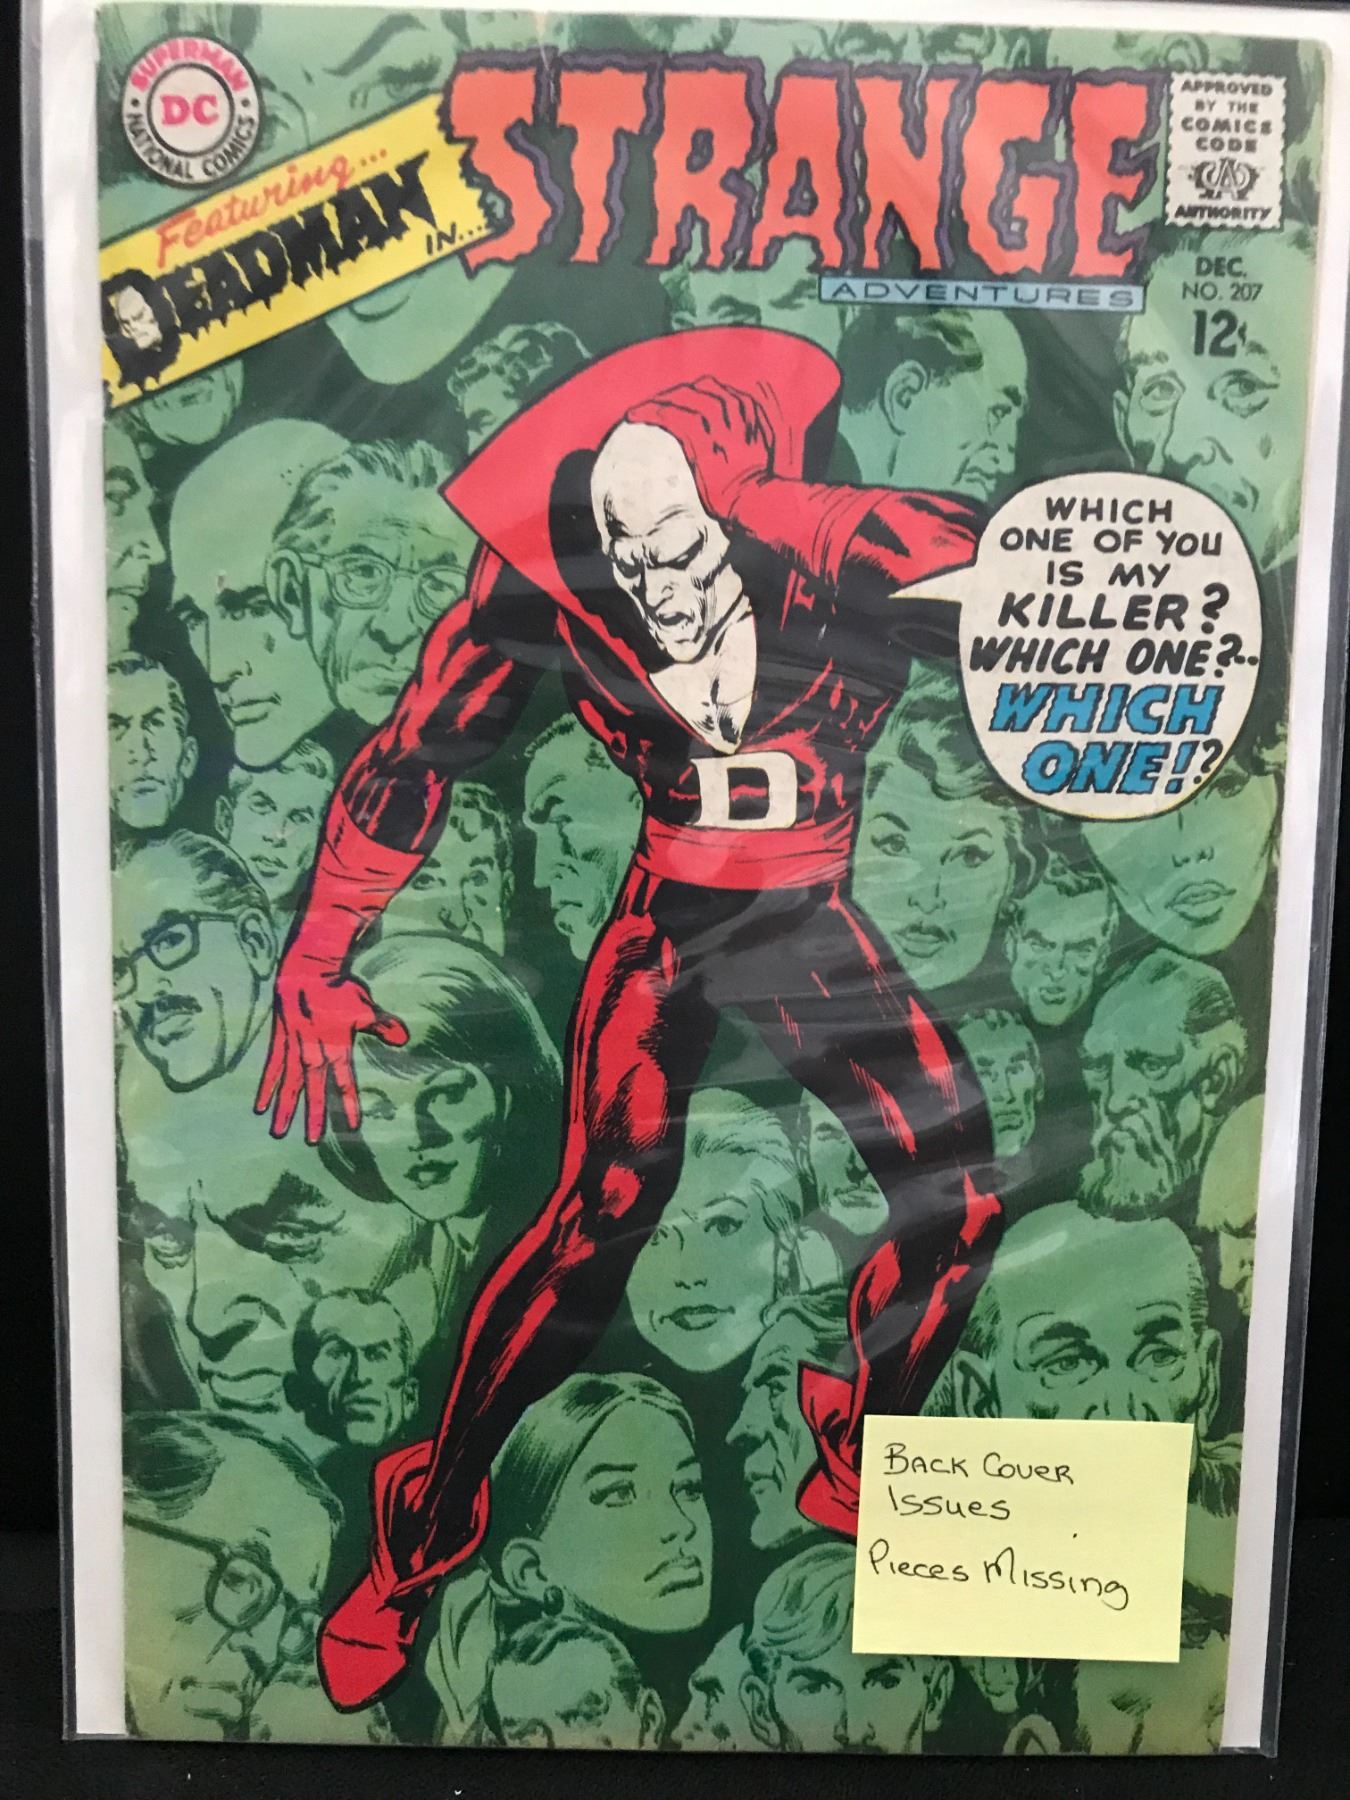 SUPERMAN
DC
NATIONAL COMICS
Featuring...
DEADMAN
IN...
STRANGE
ADVENTURES
APPROVED
BY THE
COMICS
CODE
CA
AUTHORITY
DEC.
NO. 207
12¢
WHICH
ONE OF YOU
IS MY
KILLER?
WHICH ONE?..
WHICH
ONE!?
D
BACK COVER
ISSUES
PIECES MISSING